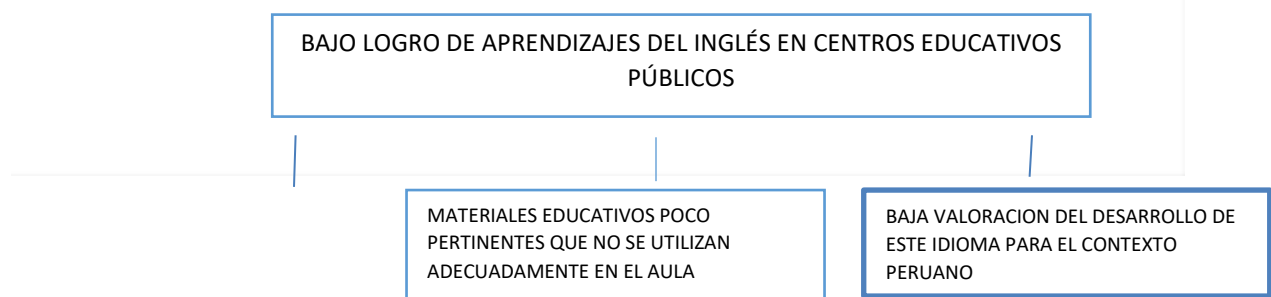 BAJO LOGRO DE APRENDIZAJES DEL INGLÉS EN CENTROS EDUCATIVOS
PÚBLICOS
MATERIALES EDUCATIVOS POCO
PERTINENTES QUE NO SE UTILIZAN
ADECUADAMENTE EN EL AULA
BAJA VALORACION DEL DESARROLLO DE
ESTE IDIOMA PARA EL CONTEXTO
PERUANO